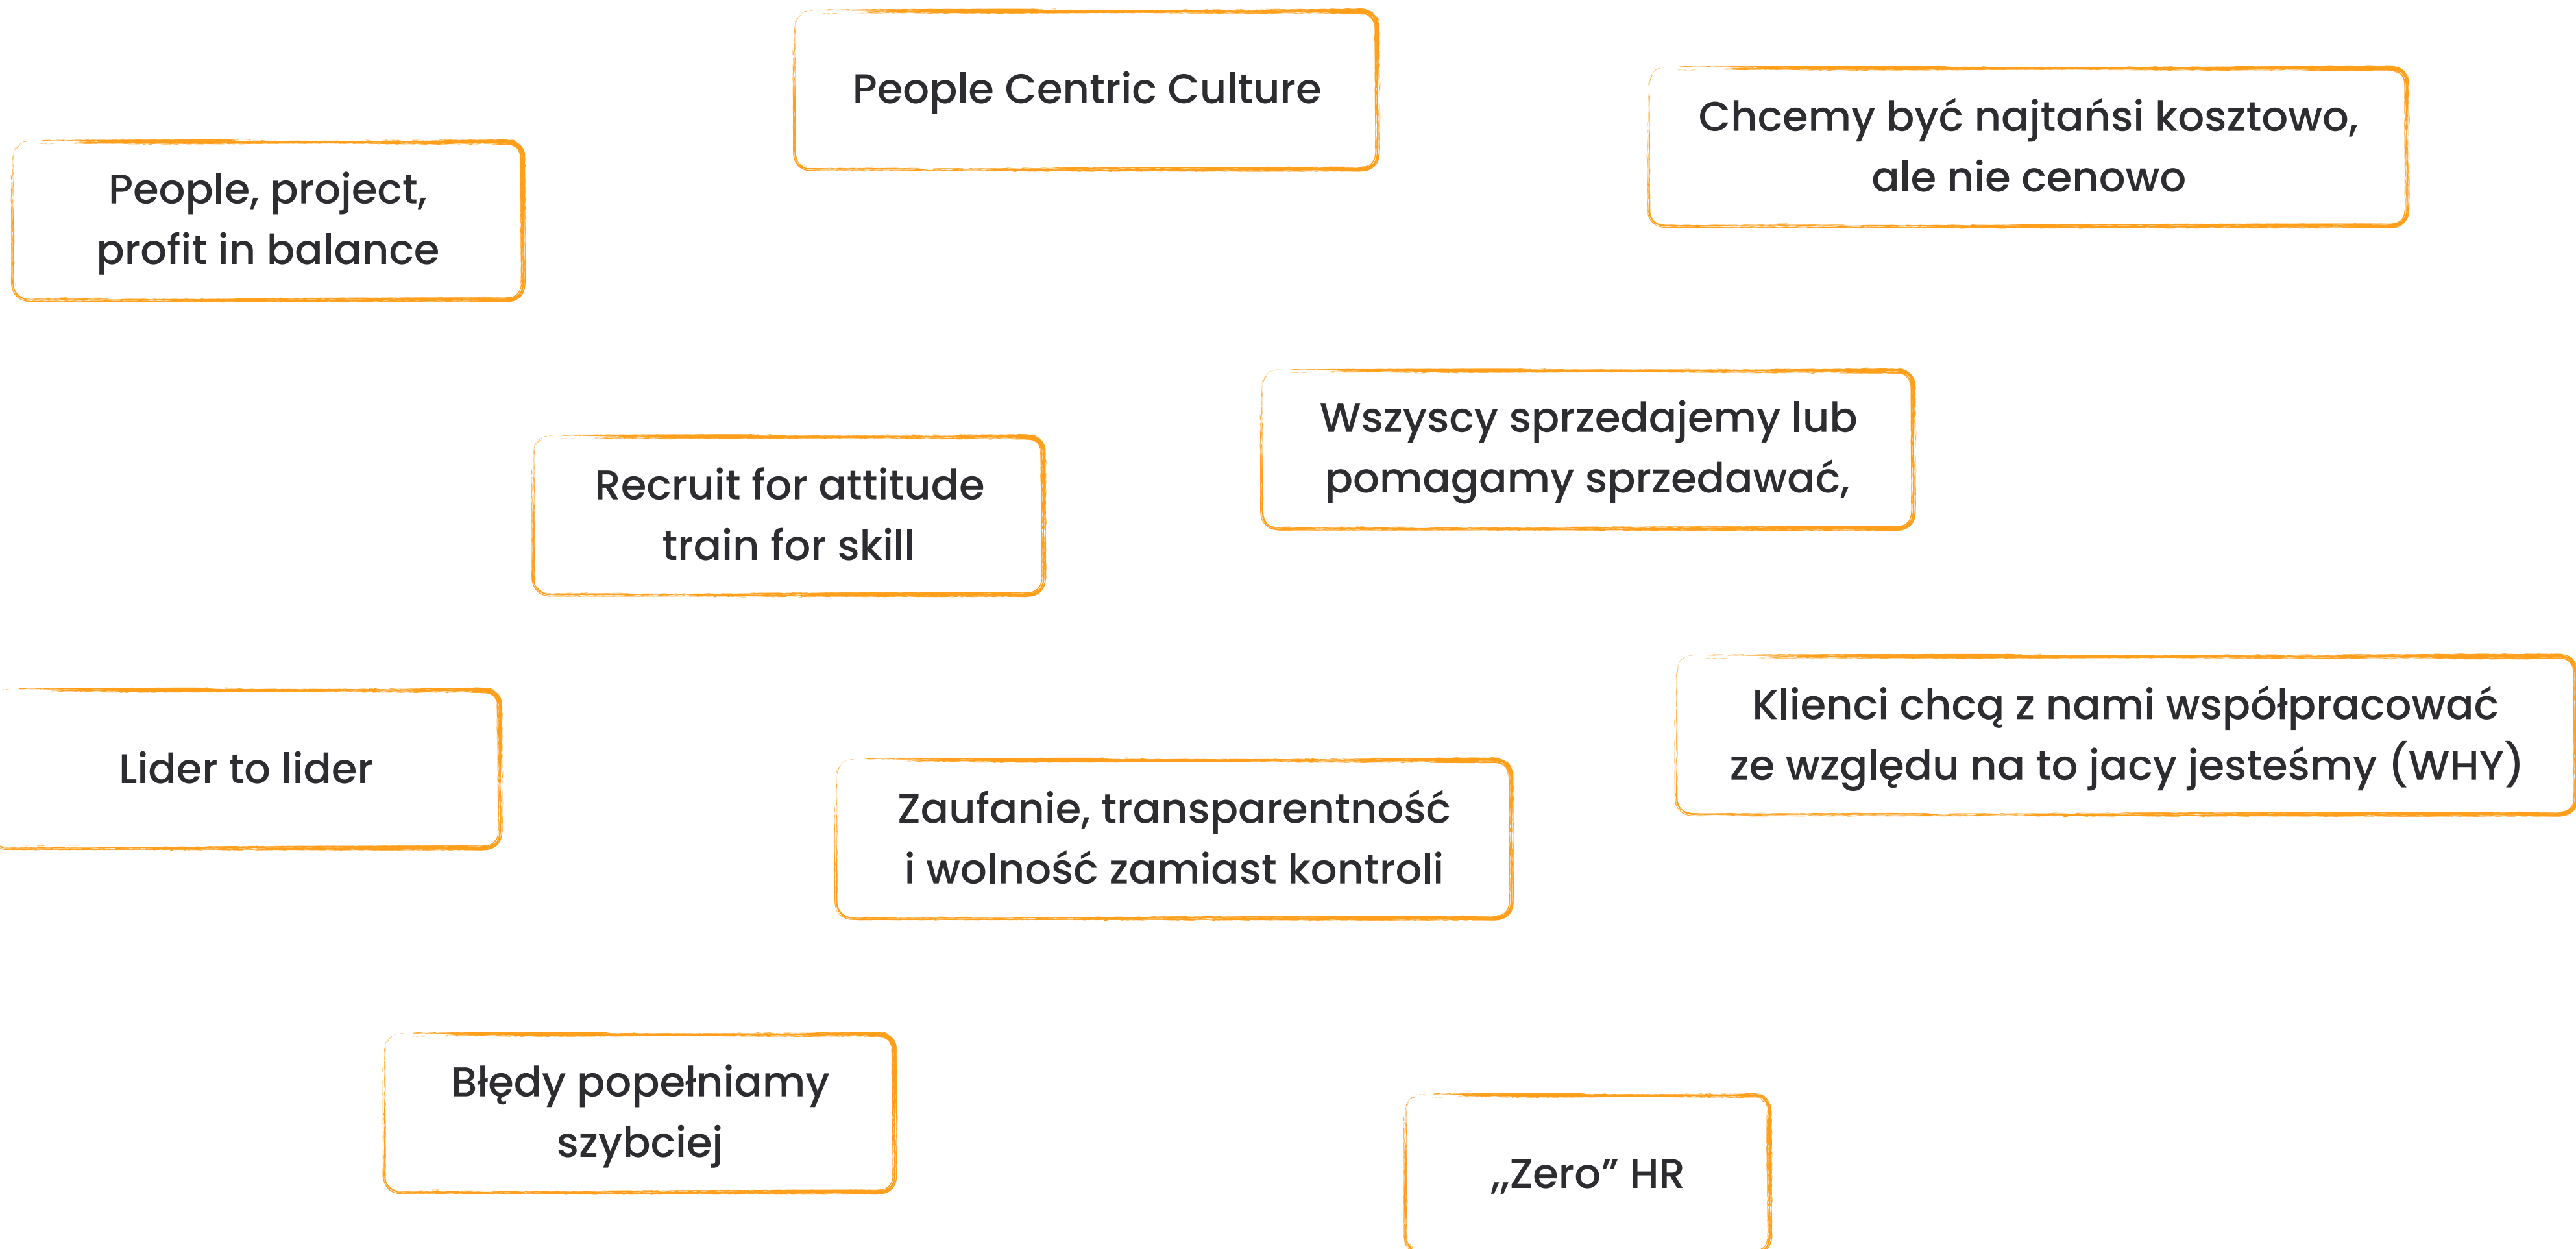 People Centric Culture
Chcemy być najtańsi kosztowo,
ale nie cenowo
People, project,
profit in balance
Wszyscy sprzedajemy lub
pomagamy sprzedawać,
Recruit for attitude
train for skill
Klienci chcą z nami współpracować
ze względu na to jacy jesteśmy (WHY)
Lider to lider
Zaufanie, transparentność
i wolność zamiast kontroli
Błędy popełniamy
szybciej
„Zero” HR